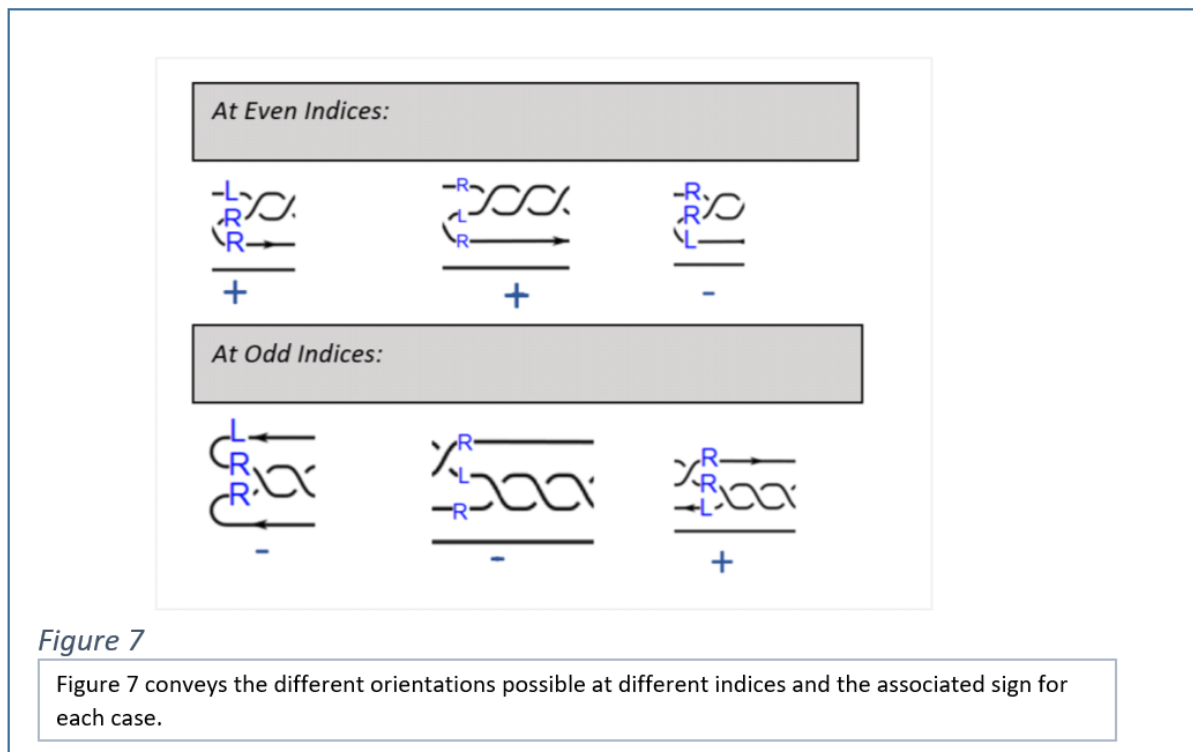 At Even Indices:
L R R
R L R
R R L
+ + -
At Odd Indices:
L R R
R L R
R R L
- - +
Figure 7
Figure 7 conveys the different orientations possible at different indices and the associated sign for
each case.